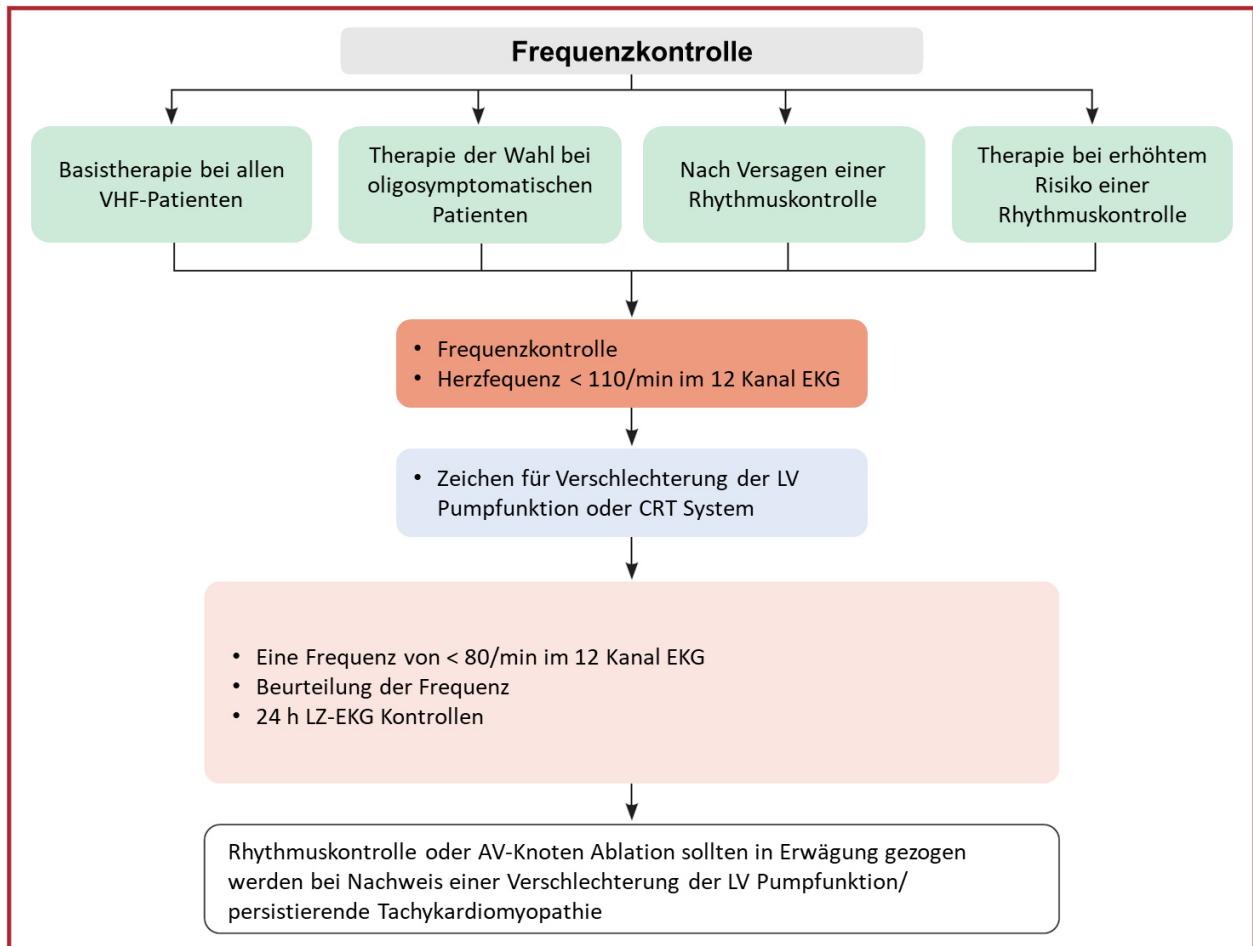 Frequenzkontrolle
Basistherapie bei allen
VHF-Patienten
Therapie der Wahl bei
oligosymptomatischen
Patienten
Nach Versagen einer
Rhythmuskontrolle
Therapie bei erhöhtem
Risiko einer
Rhythmuskontrolle
• Frequenzkontrolle
• Herzfequenz < 110/min im 12 Kanal EKG
• Zeichen für Verschlechterung der LV
Pumpfunktion oder CRT System
• Eine Frequenz von < 80/min im 12 Kanal EKG
• Beurteilung der Frequenz
• 24 h LZ-EKG Kontrollen
Rhythmuskontrolle oder AV-Knoten Ablation sollten in Erwägung gezogen
werden bei Nachweis einer Verschlechterung der LV Pumpfunktion/
persistierende Tachykardiomyopathie